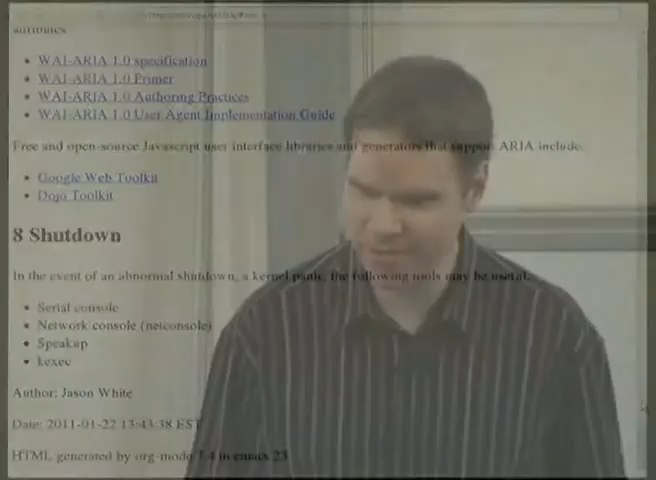 WAI-ARIA 1.0 specification
WAI-ARIA 1.0 Primer
WAI-ARIA 1.0 Authoring Practices
WAI-ARIA 1.0 User Agent Implementation Guide
Free and open-source Javascript user interface libraries and generators that support ARIA include:
Google Web Toolkit
Dojo Toolkit
8 Shutdown
In the event of an abnormal shutdown, a kernel panic, the following tools may be useful.
Serial console
Network console (netconsole)
Speakup
kexec
Author: Jason White
Date: 2011-01-22 13:43:38 EST
HTML generated by org-mode 7.4 in emacs 23